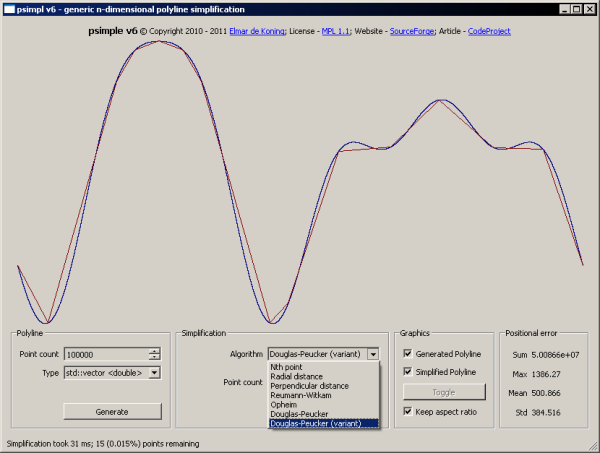 psimpl v6 - generic n-dimensional polyline simplification
psimple v6 © Copyright 2010 - 2011 Elmar de Koning; License - MPL 1.1; Website - SourceForge; Article - CodeProject
Polyline
Point count 100000
Type std::vector <double>
Generate
Simplification
Algorithm Douglas-Peucker (variant)
Point count
Nth point
Radial distance
Perpendicular distance
Reumann-Witkam
Opheim
Douglas-Peucker
Douglas-Peucker (variant)
Graphics
Generated Polyline
Simplified Polyline
Toggle
Keep aspect ratio
Positional error
Sum 5.00866e+07
Max 1386.27
Mean 500.866
Std 384.516
Simplification took 31 ms; 15 (0.015%) points remaining